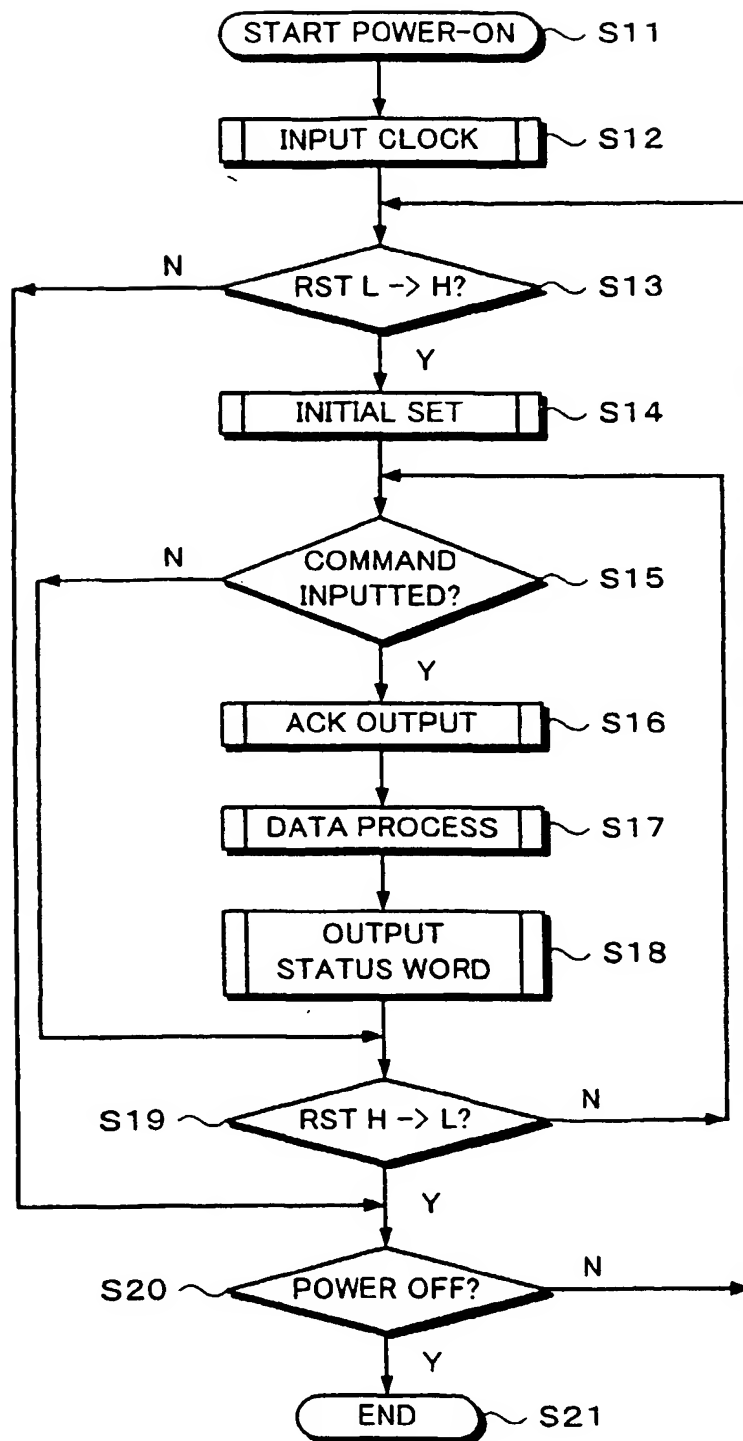 START POWER-ON S11
INPUT CLOCK S12
N RST L -> H? S13
Y
INITIAL SET S14
N COMMAND INPUTTED? S15
Y
ACK OUTPUT S16
DATA PROCESS S17
OUTPUT STATUS WORD S18
S19 RST H -> L? N
Y
S20 POWER OFF? N
Y
END S21